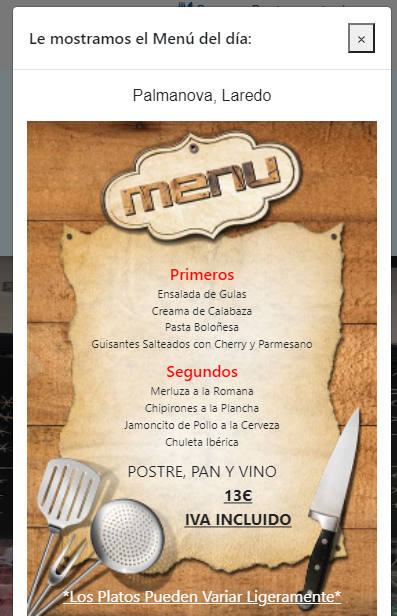 Le mostramos el Menú del día:
×
Palmanova, Laredo
menu
Primeros
Ensalada de Gulas
Creama de Calabaza
Pasta Boloñesa
Guisantes Salteados con Cherry y Parmesano
Segundos
Merluza a la Romana
Chipirones a la Plancha
Jamoncito de Pollo a la Cerveza
Chuleta Ibérica
POSTRE, PAN Y VINO
13€
IVA INCLUIDO
*Los Platos Pueden Variar Ligeramente*